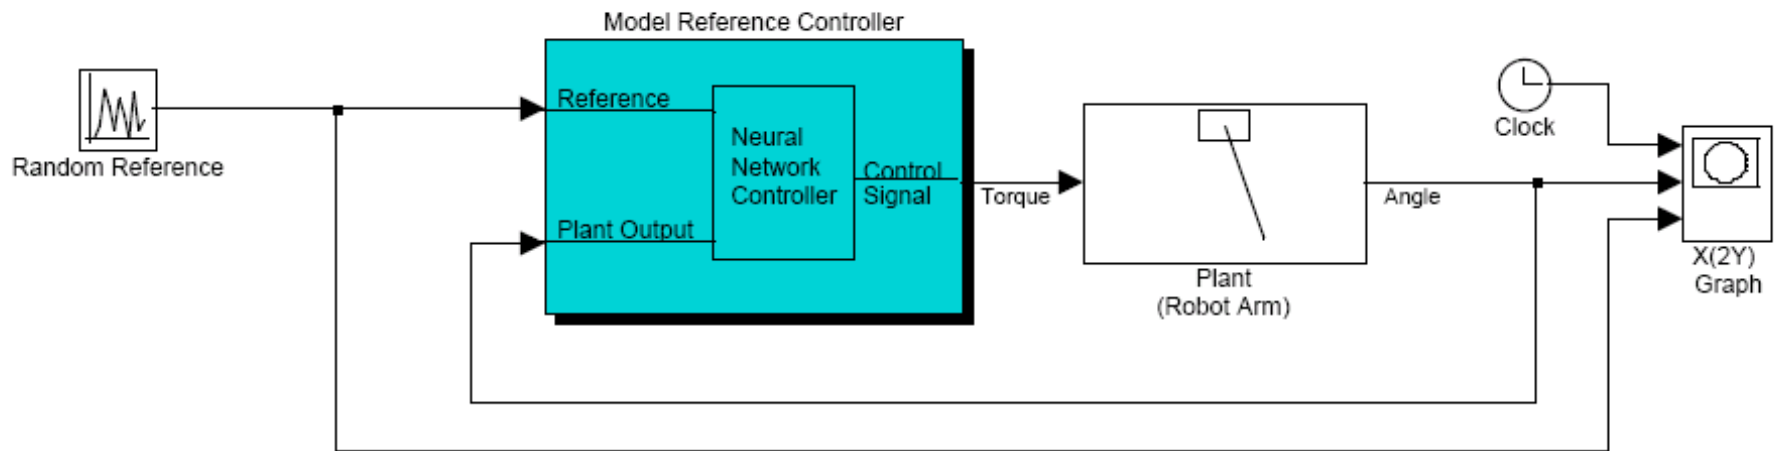 Model Reference Controller
Random Reference
Reference
Plant Output
Neural
Network
Controller
Control
Signal
Torque
Plant
(Robot Arm)
Angle
Clock
X(2Y)
Graph